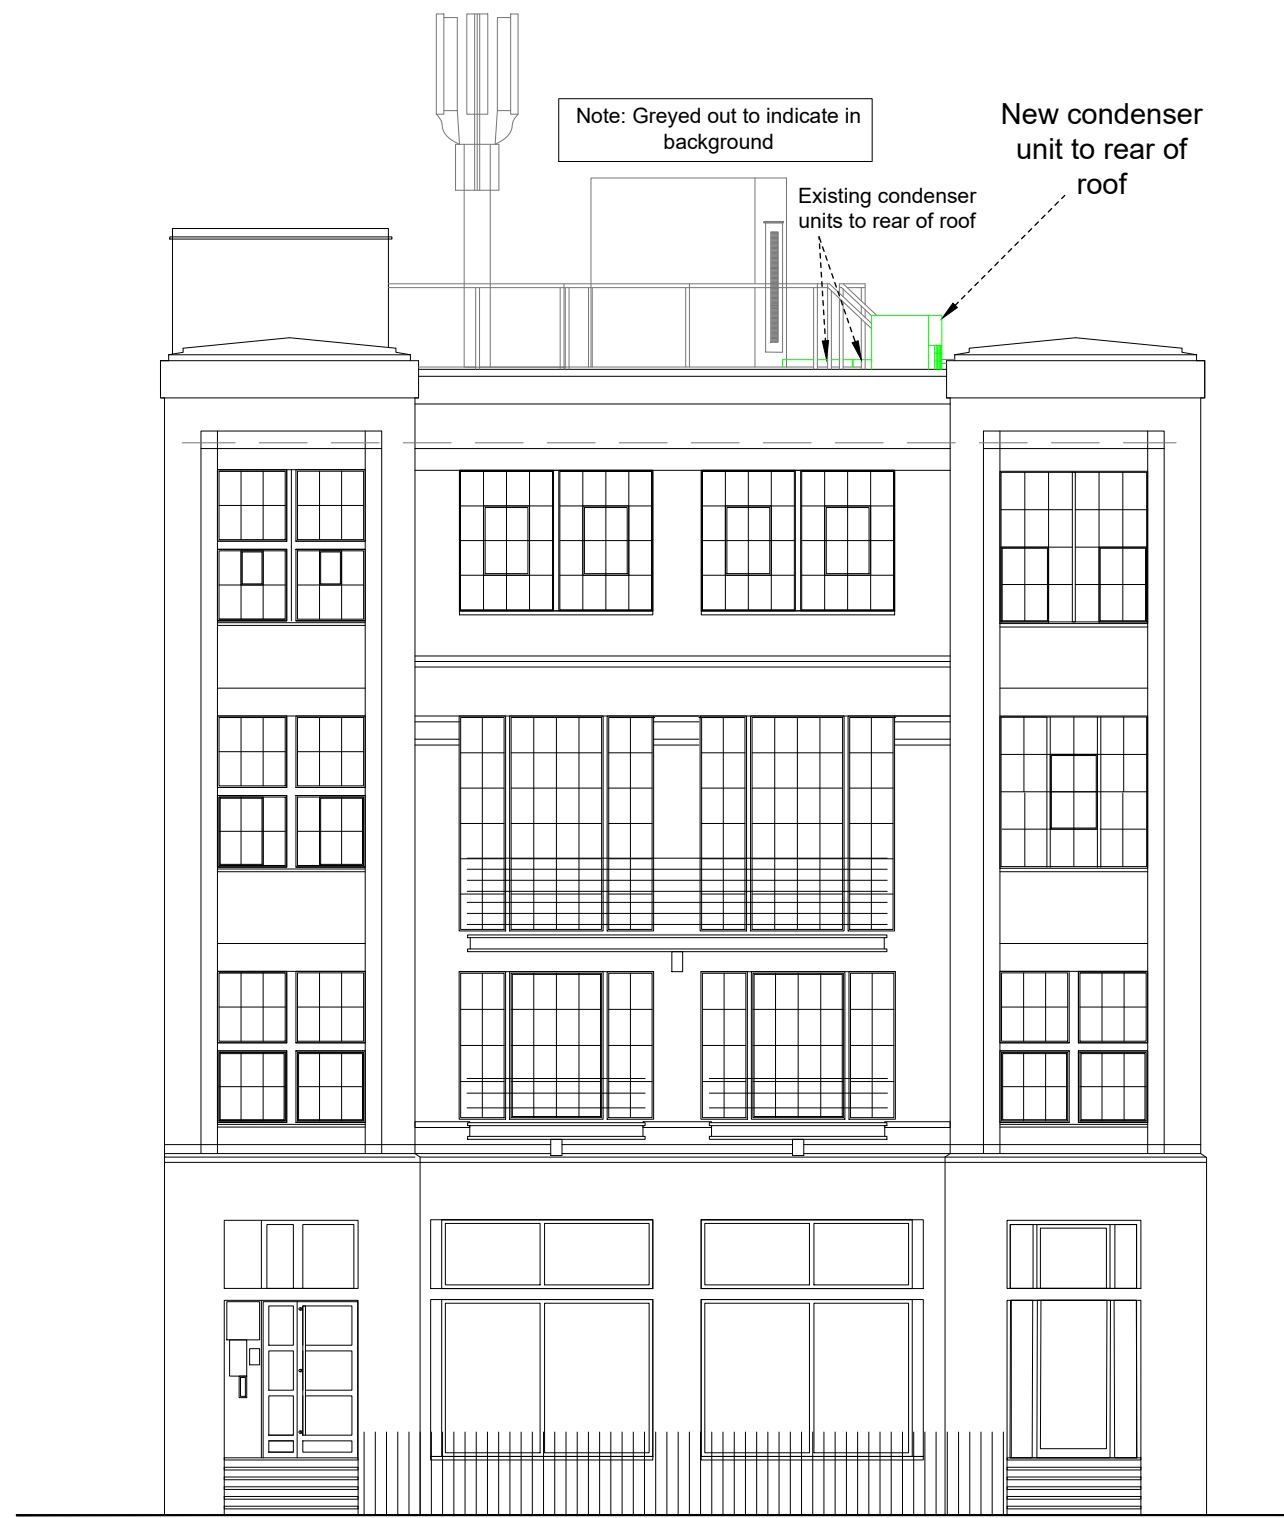 Note: Greyed out to indicate in
background
New condenser
unit to rear of
roof
Existing condenser
units to rear of roof